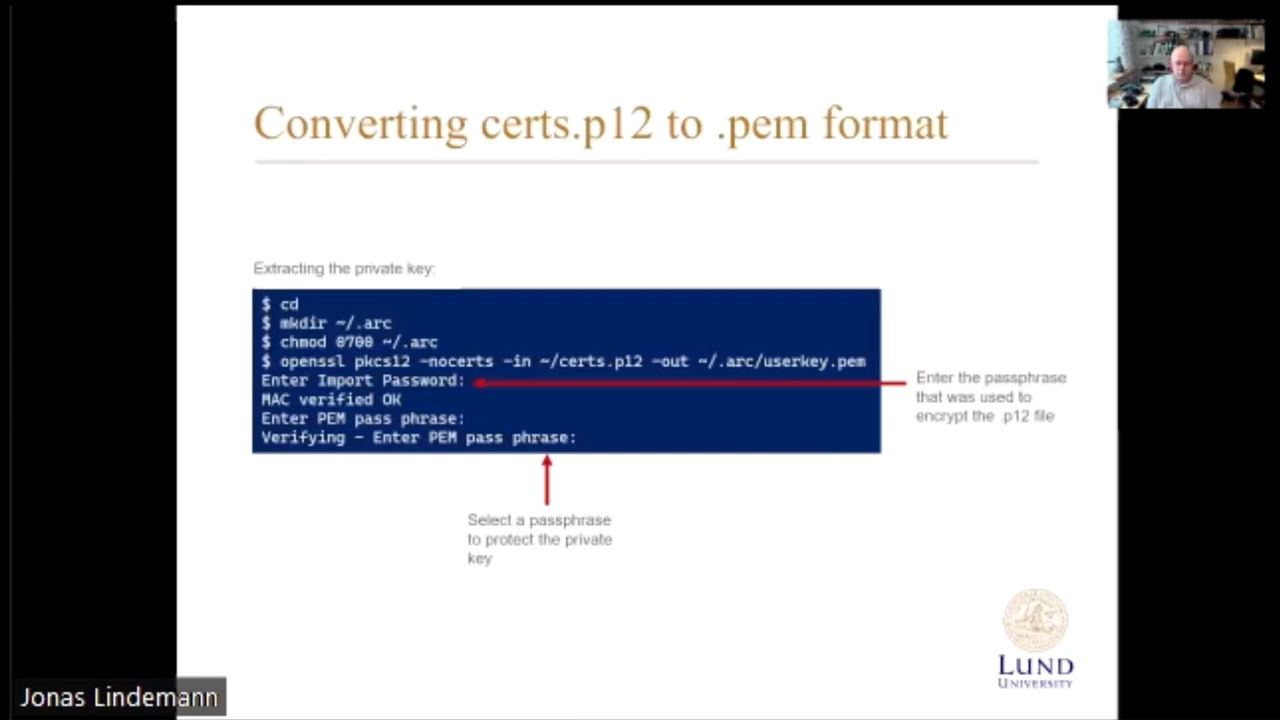 Converting certs.p12 to .pem format
Extracting the private key:
$ cd
$ mkdir ~/.arc
$ chmod 0700 ~/.arc
$ openssl pkcs12 -nocerts -in ~/certs.p12 -out ~/.arc/userkey.pem
Enter Import Password:
MAC verified OK
Enter PEM pass phrase:
Verifying - Enter PEM pass phrase:
Enter the passphrase
that was used to
encrypt the .p12 file
Select a passphrase
to protect the private
key
LUND
UNIVERSITY
Jonas Lindemann